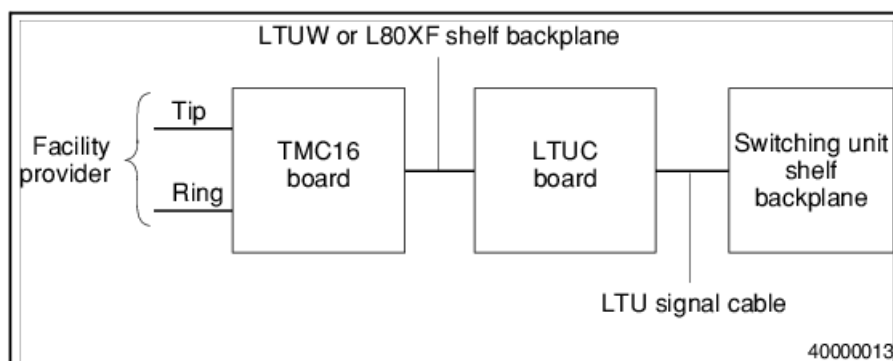 LTUW or L80XF shelf backplane
Tip
Facility
provider
Ring
TMC16
board
LTUC
board
Switching unit
shelf
backplane
LTU signal cable
40000013